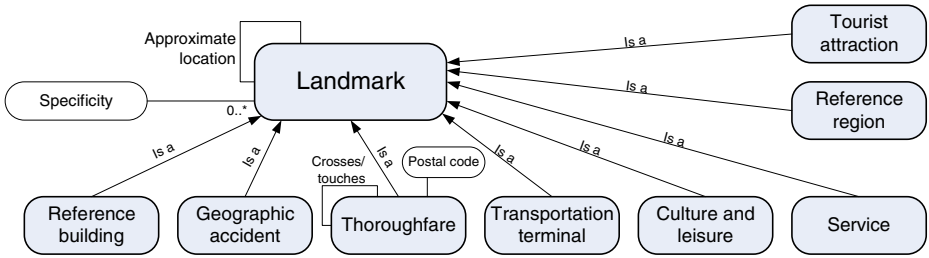 Approximate
location
Landmark
Tourist
attraction
Is a
Specificity
0..*
Is a
Reference
region
Is a
Is a
Crosses/
touches
Is a
Postal code
Is a
Is a
Is a
Reference
building
Geographic
accident
Thoroughfare
Transportation
terminal
Culture and
leisure
Service